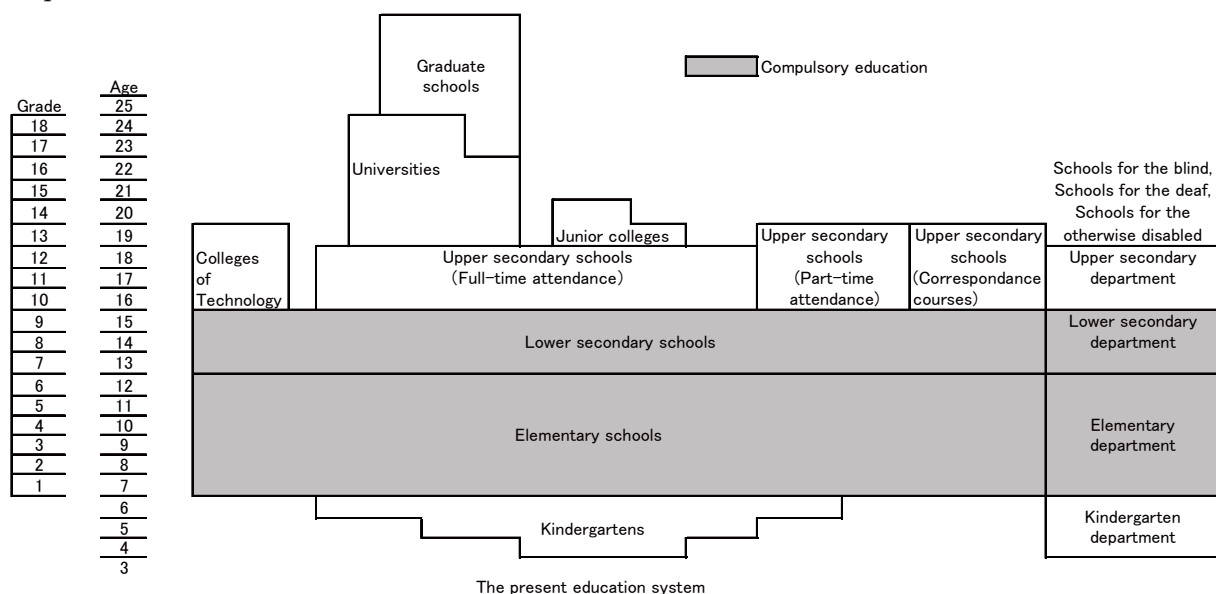 Graduate
schools
Compulsory education
Age
Grade
25
18 24
17 23
16 22
15 21
14 20
13 19
12 18
11 17
10 16
9 15
8 14
7 13
6 12
5 11
4 10
3 9
2 8
1 7
6
5
4
3
Universities
Schools for the blind,
Schools for the deaf,
Schools for the
otherwise disabled
Junior colleges
Colleges
of
Technology
Upper secondary schools
(Full-time attendance)
Upper secondary
schools
(Part-time
attendance)
Upper secondary
schools
(Correspondance
courses)
Upper secondary
department
Lower secondary schools
Lower secondary
department
Elementary schools
Elementary
department
Kindergartens
Kindergarten
department
The present education system